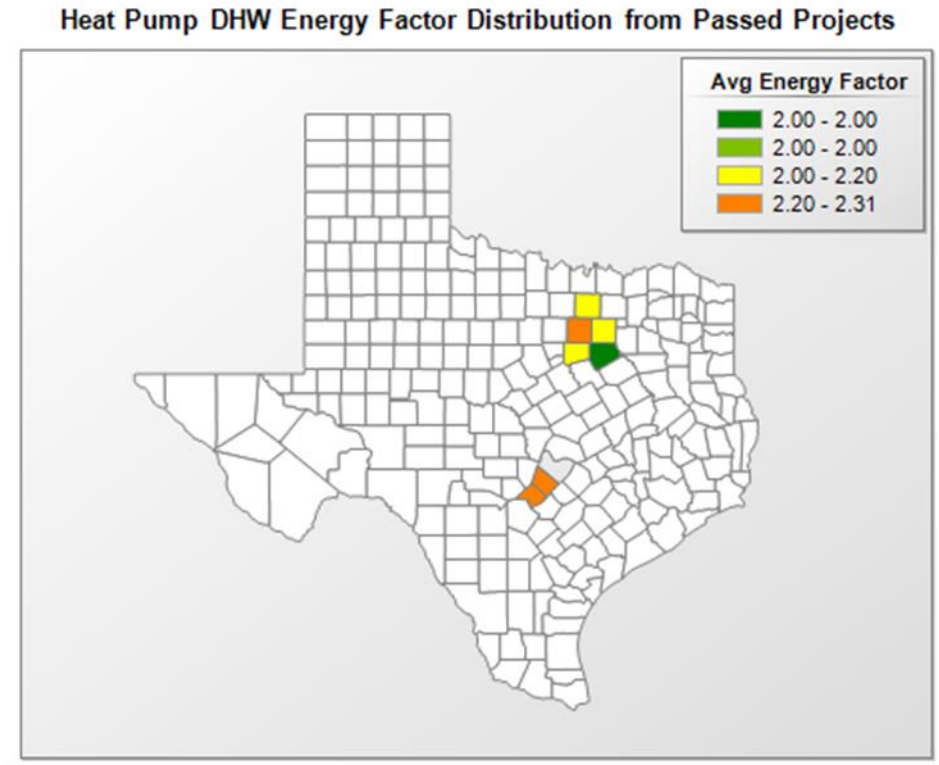 Heat Pump DHW Energy Factor Distribution from Passed Projects
Avg Energy Factor
2.00 - 2.00
2.00 - 2.00
2.00 - 2.20
2.20 - 2.31